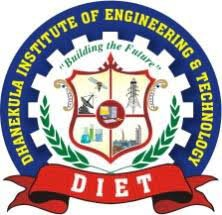 DHANEKULA INSTITUTE OF ENGINEERING & TECHNOLOGY
"Building the Future"
DIET